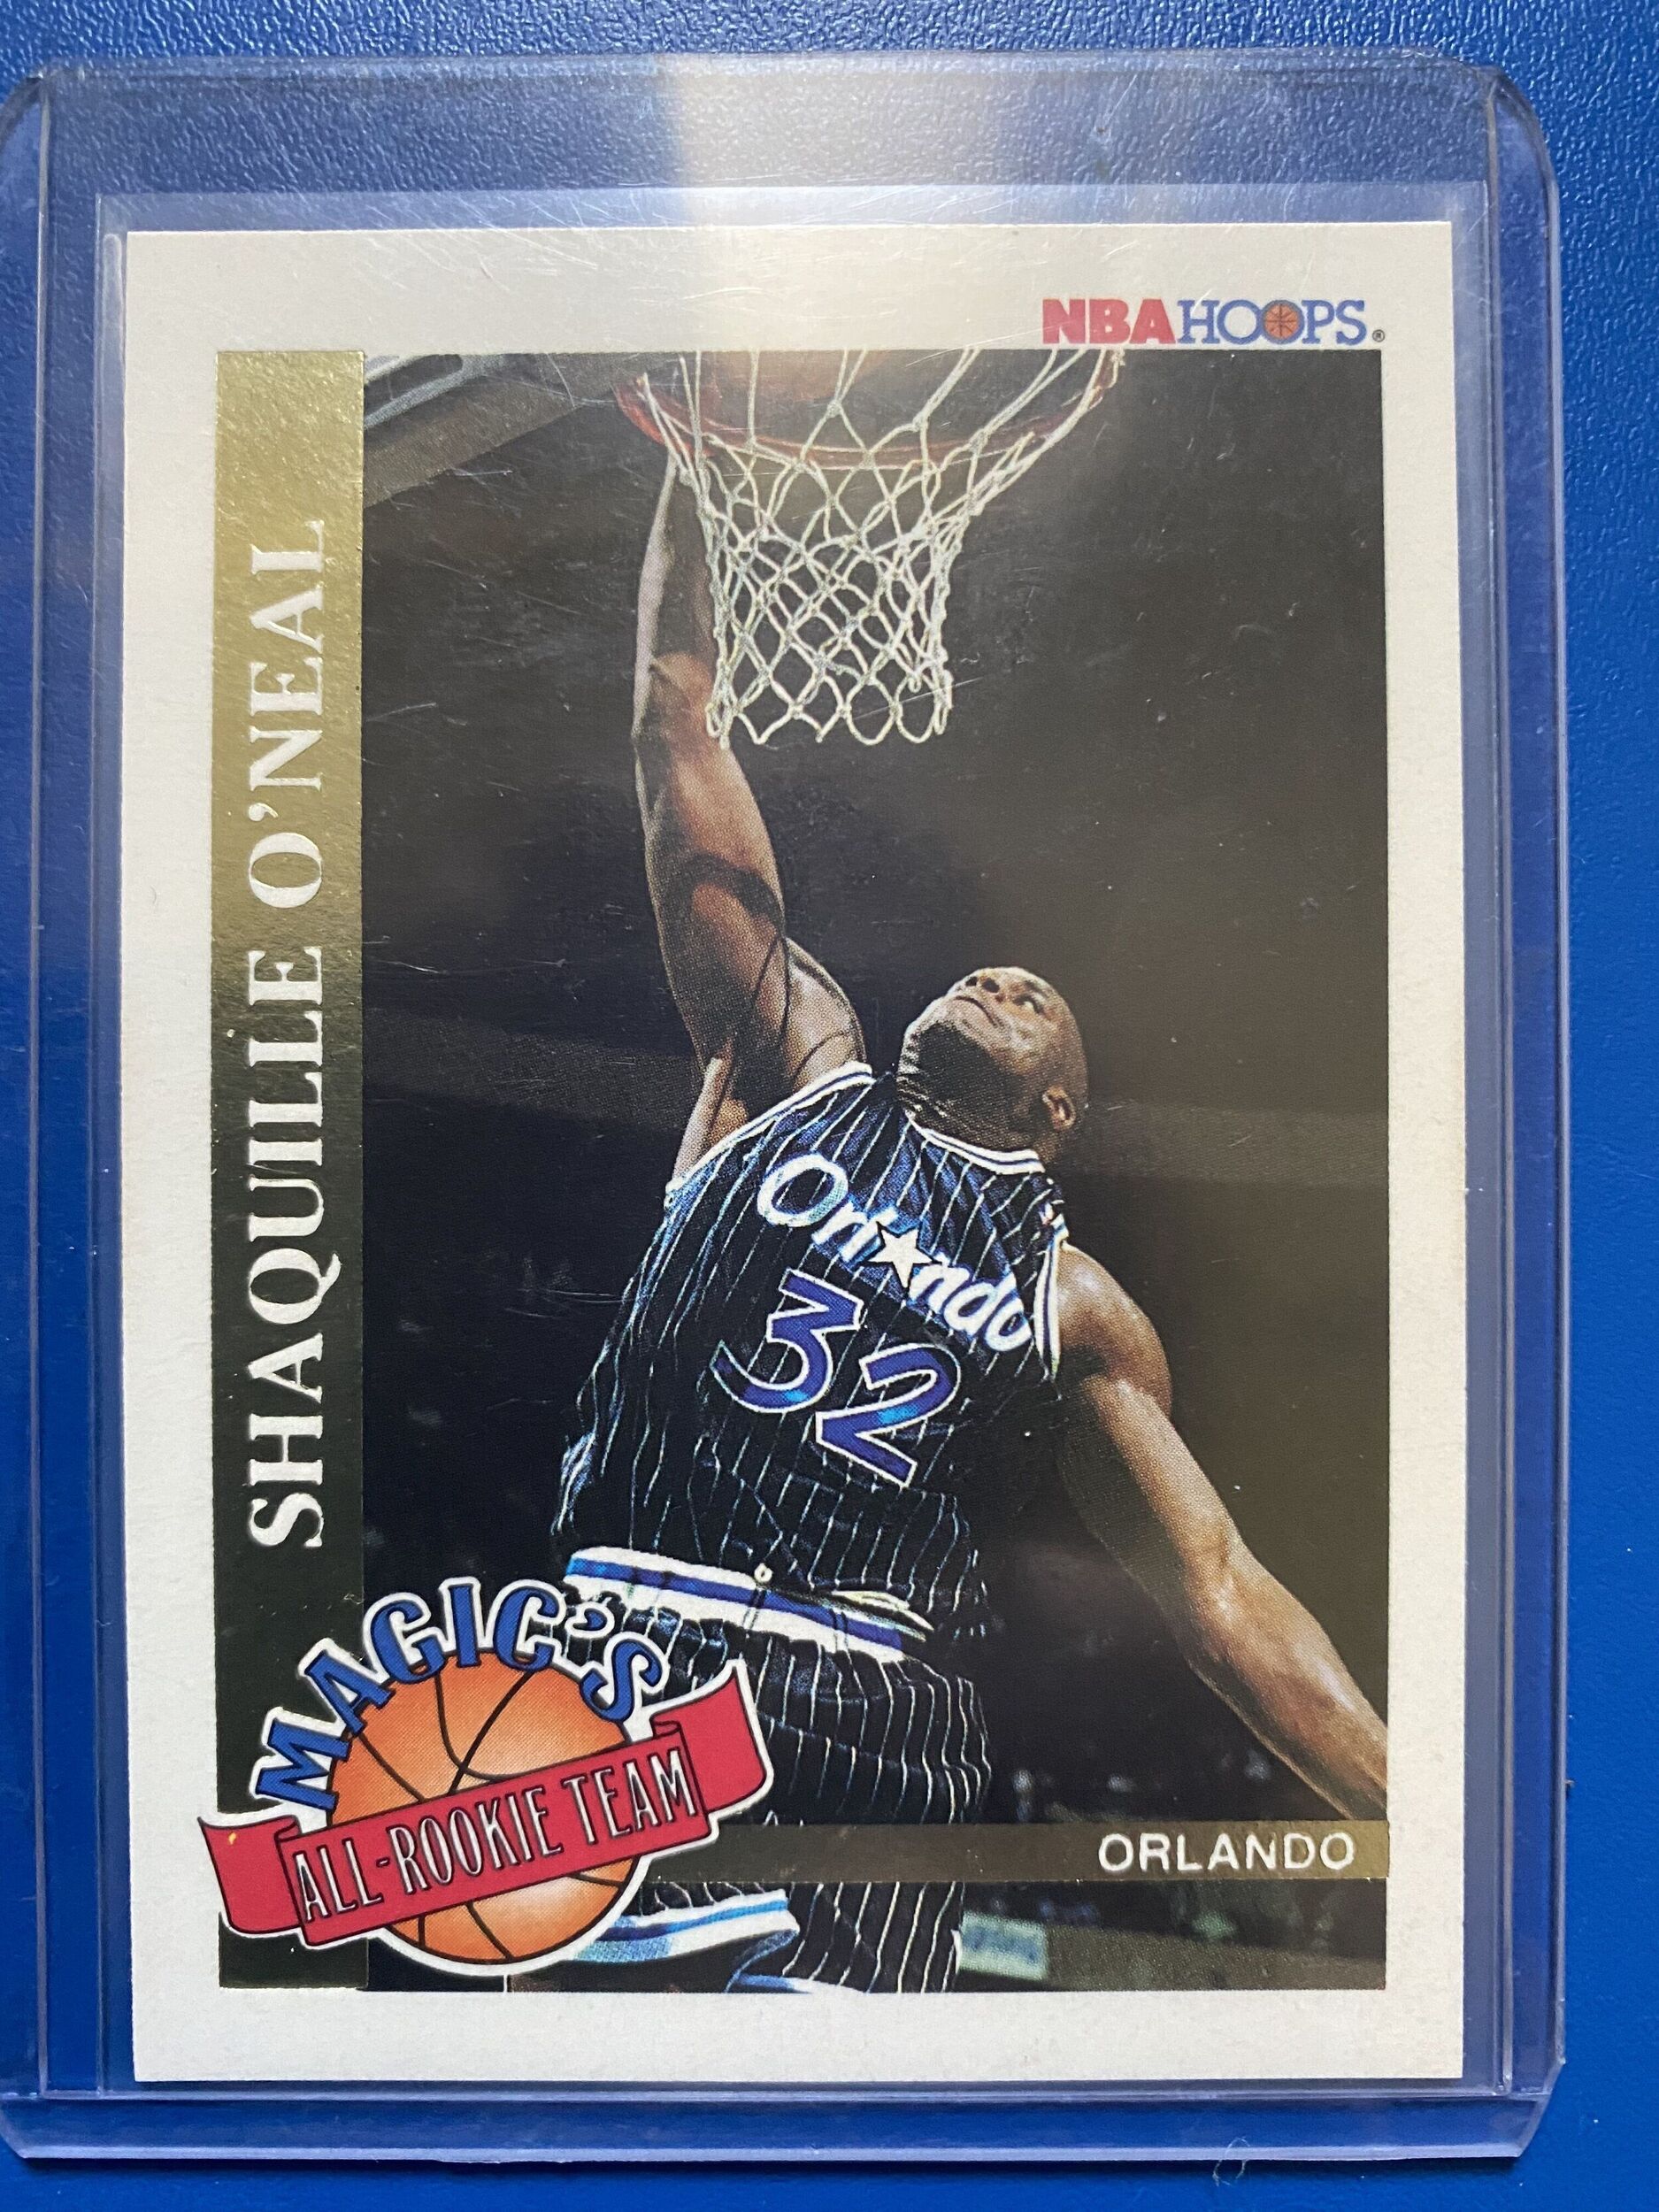 NBAHOOPS®
SHAQUILLE O'NEAL
Orlando
32
MAGIC'S
ALL-ROOKIE TEAM
ORLANDO